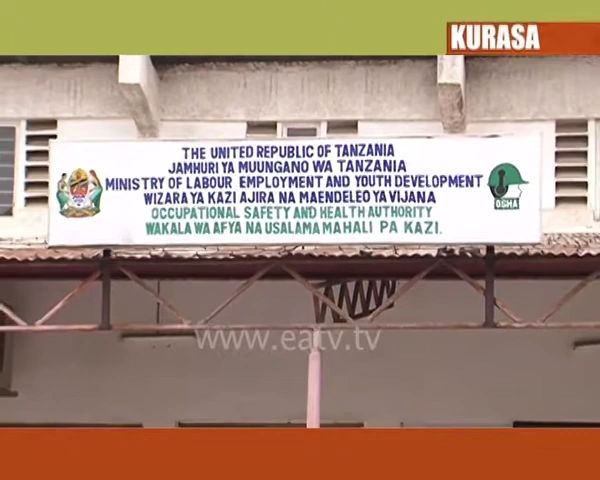 KURASA
THE UNITED REPUBLIC OF TANZANIA
JAMHURI YA MUUNGANO WA TANZANIA
MINISTRY OF LABOUR EMPLOYMENT AND YOUTH DEVELOPMENT
WIZARA YA KAZI AJIRA NA MAENDELEO YA VIJANA
OCCUPATIONAL SAFETY AND HEALTH AUTHORITY
WAKALA WA AFYA NA USALAMA MAHALI PA KAZI.
OSHA
www.eatv.tv